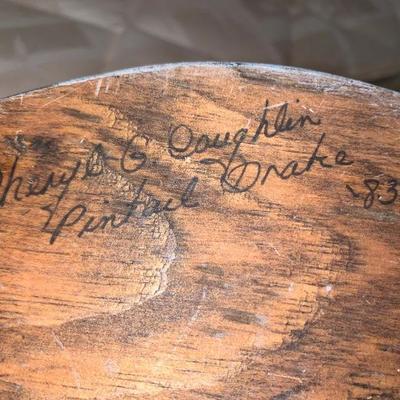 Cheryl G Coughlin
Pintail Drake '83